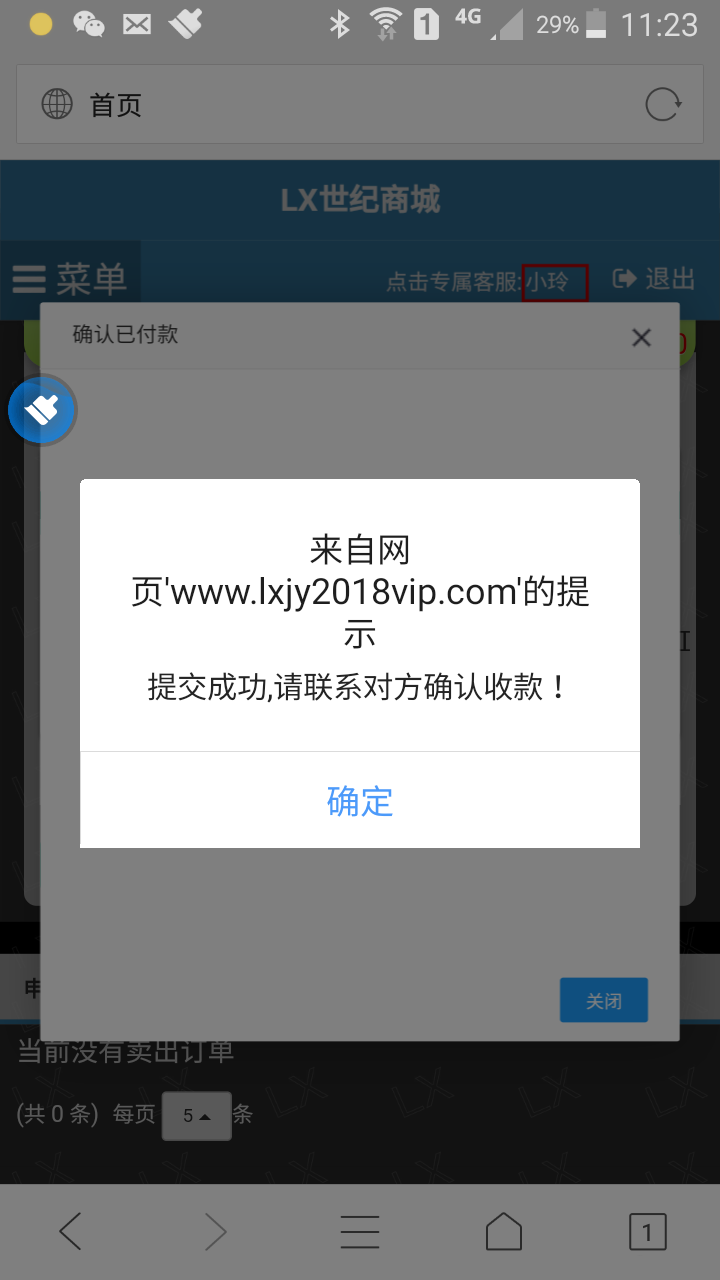 4G 29% 11:23
1
首页
LX世纪商城
菜单 点击专属客服:小玲 退出
确认已付款
来自网
页'www.lxjy2018vip.com'的提
示
提交成功,请联系对方确认收款！
确定
关闭
申
当前没有卖出订单
(共 0 条) 每页 5 条
1